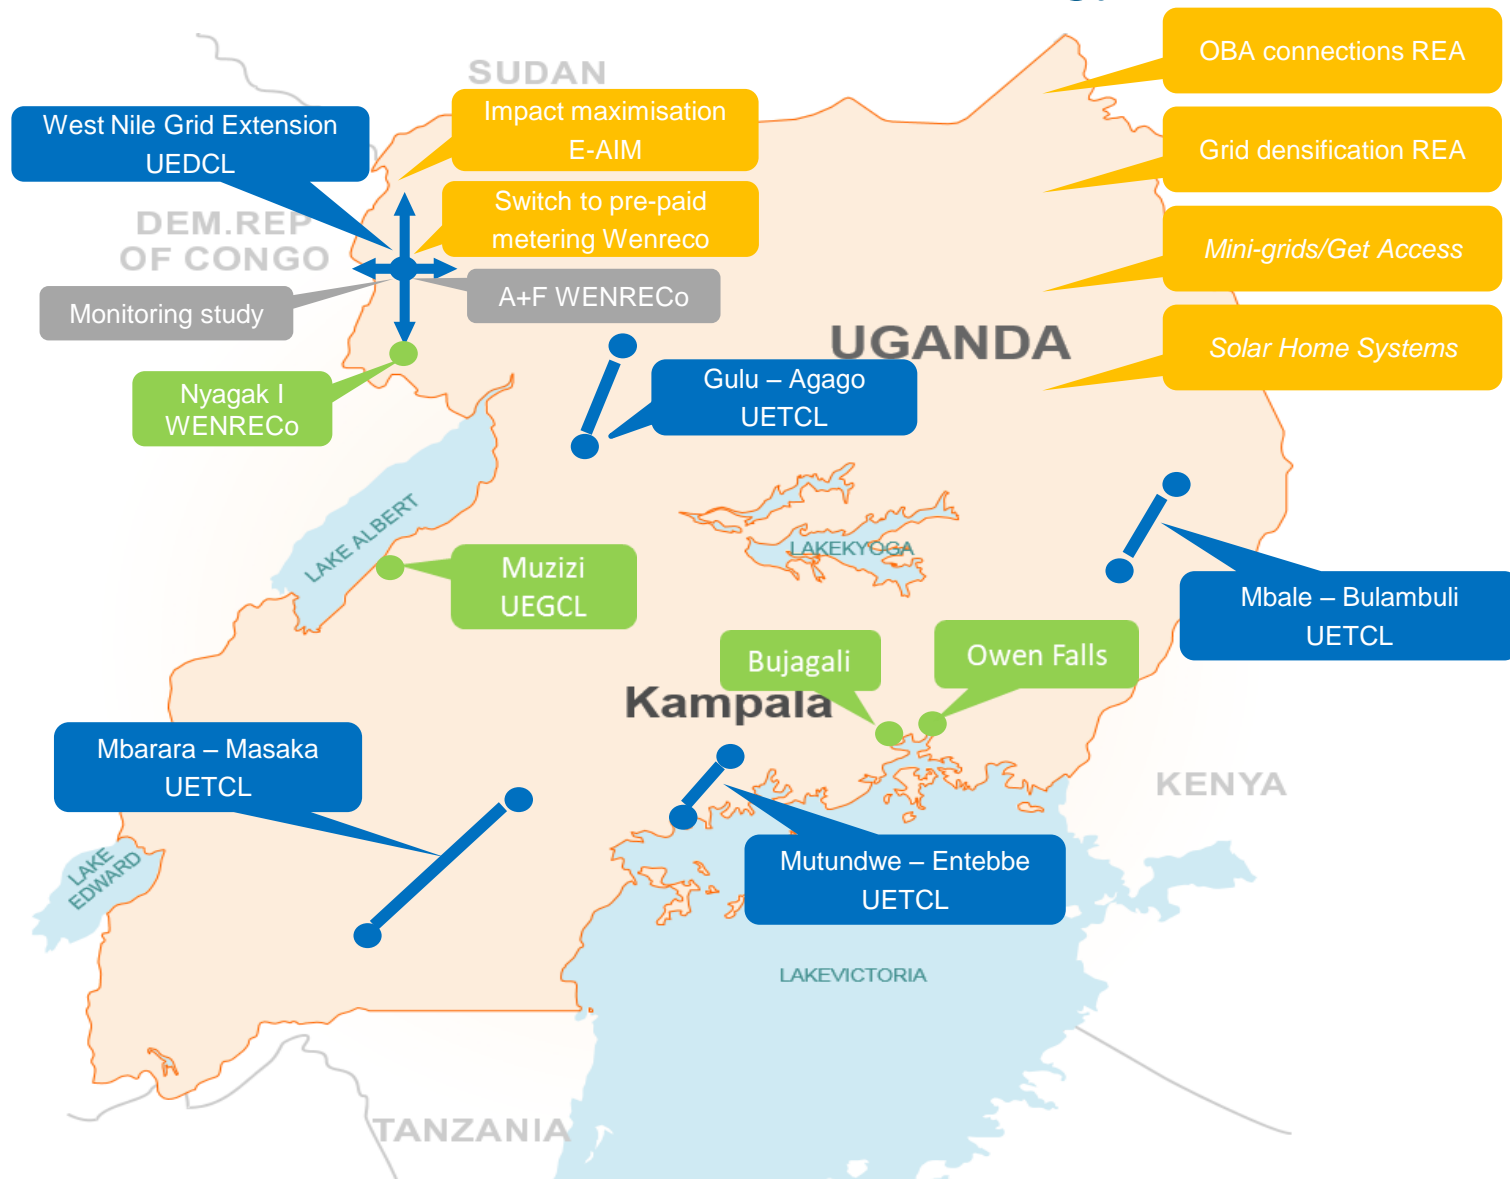 OBA connections REA
SUDAN
Impact maximisation
E-AIM
West Nile Grid Extension
UEDCL
Grid densification REA
Switch to pre-paid
metering Wenreco
DEM.REP
OF CONGO
Mini-grids/Get Access
A+F WENRECo
Monitoring study
UGANDA
Solar Home Systems
Gulu – Agago
UETCL
Nyagak I
WENRECo
LAKE ALBERT
LAKEKYOGA
Muzizi
UEGCL
Mbale – Bulambuli
UETCL
Bujagali
Owen Falls
Kampala
Mbarara – Masaka
UETCL
KENYA
LAKE
EDWARD
Mutundwe – Entebbe
UETCL
LAKEVICTORIA
TANZANIA